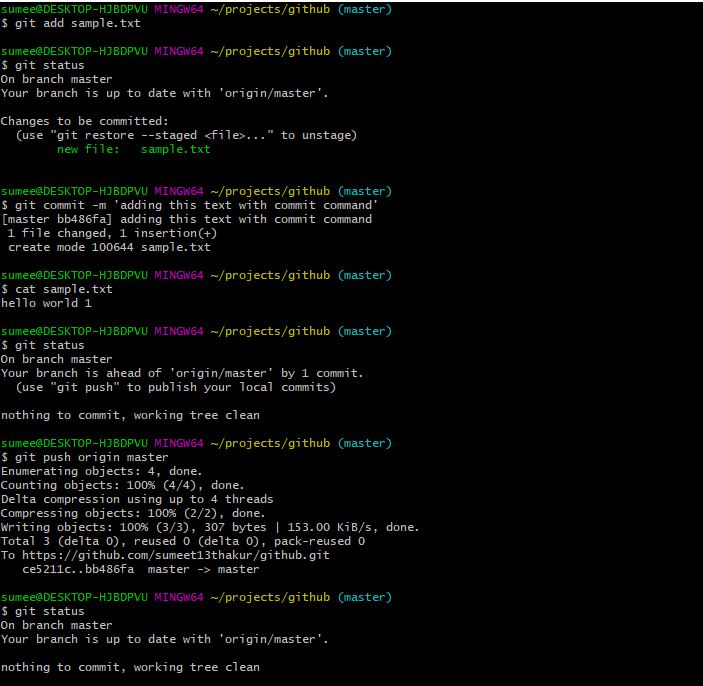 sumee@DESKTOP-HJBDPVU MINGW64 ~/projects/github (master)
$ git add sample.txt
sumee@DESKTOP-HJBDPVU MINGW64 ~/projects/github (master)
$ git status
On branch master
Your branch is up to date with 'origin/master'.
Changes to be committed:
  (use "git restore --staged <file>..." to unstage)
        new file:   sample.txt
sumee@DESKTOP-HJBDPVU MINGW64 ~/projects/github (master)
$ git commit -m 'adding this text with commit command'
[master bb486fa] adding this text with commit command
 1 file changed, 1 insertion(+)
 create mode 100644 sample.txt
sumee@DESKTOP-HJBDPVU MINGW64 ~/projects/github (master)
$ cat sample.txt
hello world 1
sumee@DESKTOP-HJBDPVU MINGW64 ~/projects/github (master)
$ git status
On branch master
Your branch is ahead of 'origin/master' by 1 commit.
  (use "git push" to publish your local commits)
nothing to commit, working tree clean
sumee@DESKTOP-HJBDPVU MINGW64 ~/projects/github (master)
$ git push origin master
Enumerating objects: 4, done.
Counting objects: 100% (4/4), done.
Delta compression using up to 4 threads
Compressing objects: 100% (2/2), done.
Writing objects: 100% (3/3), 307 bytes | 153.00 KiB/s, done.
Total 3 (delta 0), reused 0 (delta 0), pack-reused 0
To https://github.com/sumeet13thakur/github.git
   ce5211c..bb486fa  master -> master
sumee@DESKTOP-HJBDPVU MINGW64 ~/projects/github (master)
$ git status
On branch master
Your branch is up to date with 'origin/master'.
nothing to commit, working tree clean